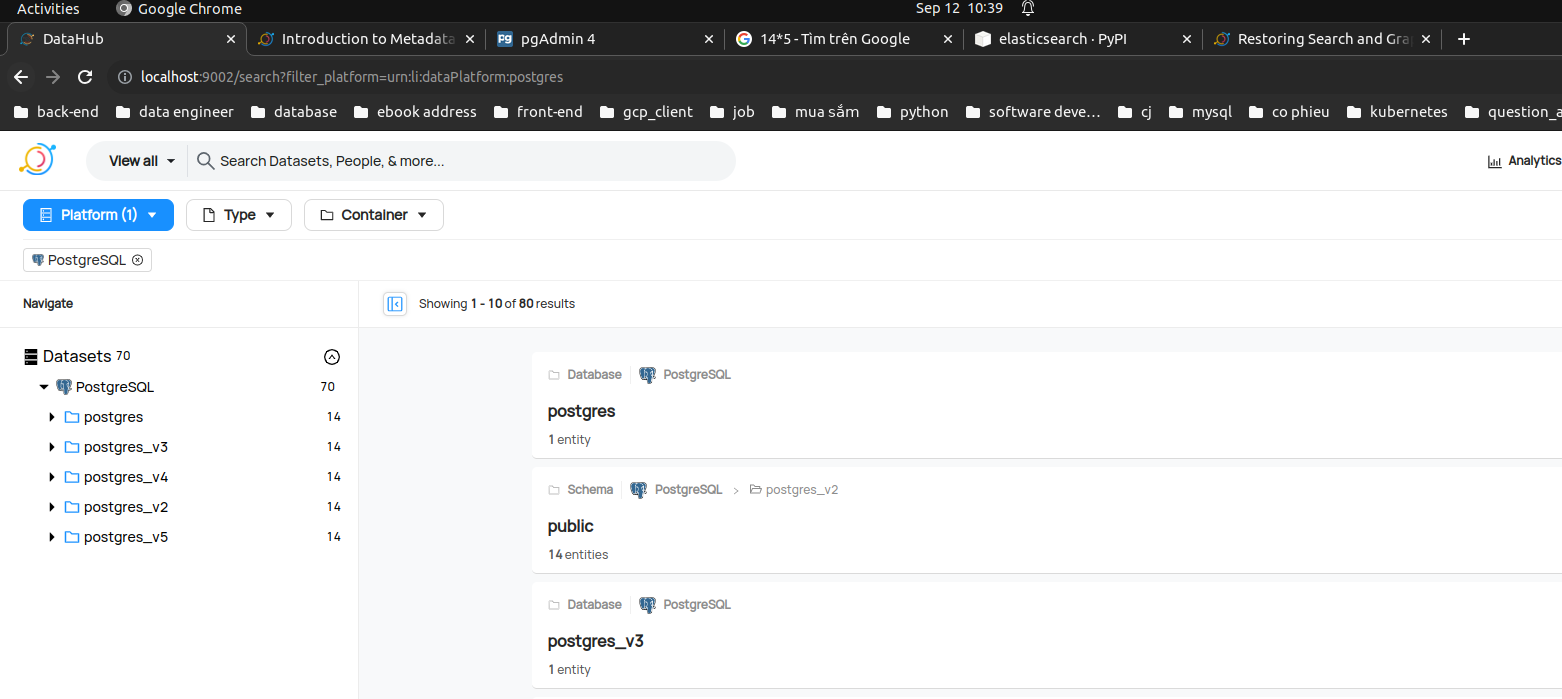 Activities Google Chrome Sep 12 10:39
DataHub Introduction to Metadata pgAdmin 4 14*5 - Tìm trên Google elasticsearch · PyPI Restoring Search and Gra
localhost:9002/search?filter_platform=urn:li:dataPlatform:postgres
back-end data engineer database ebook address front-end gcp_client job mua sắm python software deve... cj mysql co phieu kubernetes question_a
View all Search Datasets, People, & more... Analytics
Platform (1) Type Container
PostgreSQL
Navigate
Showing 1 - 10 of 80 results
Datasets 70
PostgreSQL 70
postgres 14
postgres_v3 14
postgres_v4 14
postgres_v2 14
postgres_v5 14
Database PostgreSQL
postgres
1 entity
Schema PostgreSQL > postgres_v2
public
14 entities
Database PostgreSQL
postgres_v3
1 entity